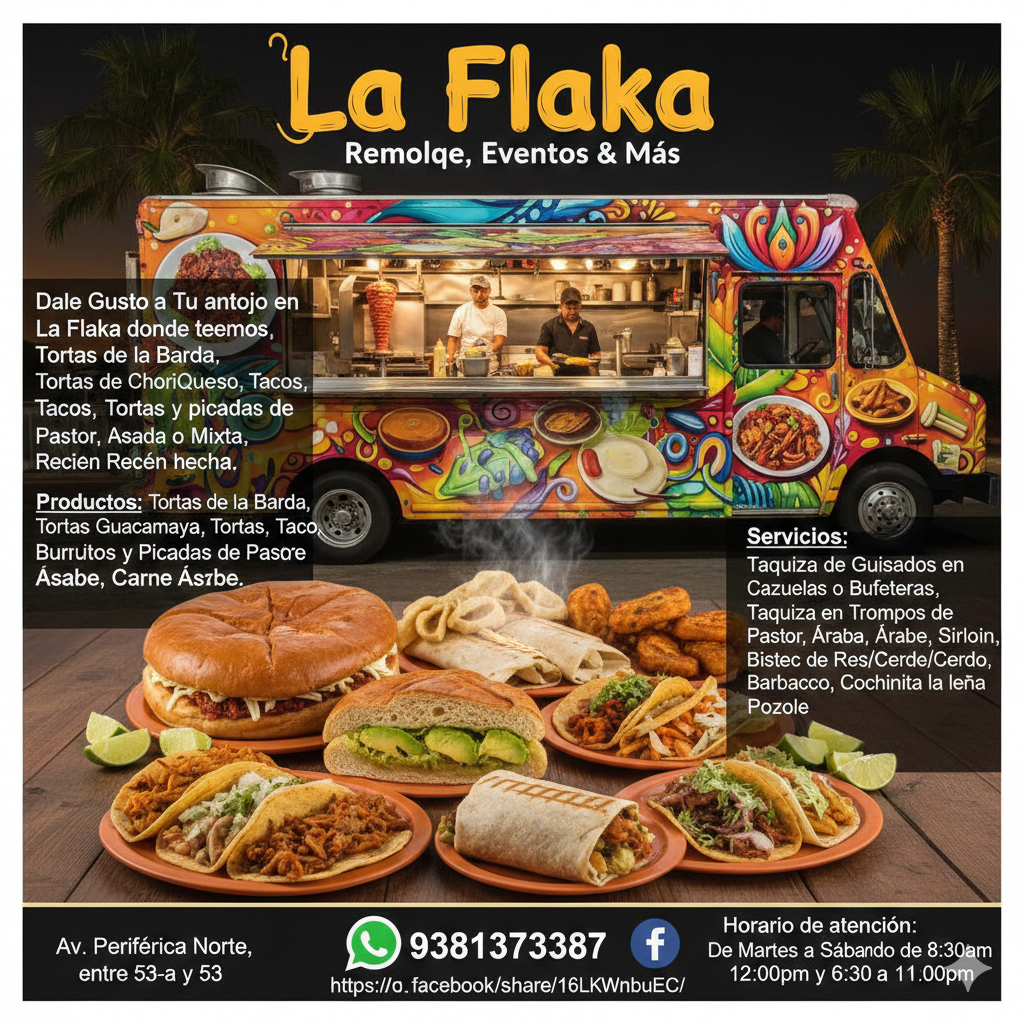 La Flaka
Remolqe, Eventos & Más
Dale Gusto a Tu antojo en
La Flaka donde teemos,
Tortas de la Barda,
Tortas de ChoriQueso, Tacos,
Tacos, Tortas y picadas de
Pastor, Asada o Mixta,
Recien Recén hecha.
Productos: Tortas de la Barda,
Tortas Guacamaya, Tortas, Taco,
Burruitos y Picadas de Pasore
Ásabe, Carne Ásrbe.
Servicios:
Taquiza de Guisados en
Cazuelas o Bufeteras,
Taquiza en Trompos de
Pastor, Áraba, Árabe, Sirloin,
Bistec de Res/Cerde/Cerdo,
Barbacco, Cochinita la leña
Pozole
Av. Periférica Norte,
entre 53-a y 53
9381373387
https://o.facebook/share/16LKWnbuEC/
Horario de atención:
De Martes a Sábando de 8:30am
12:00pm y 6:30 a 11.00pm